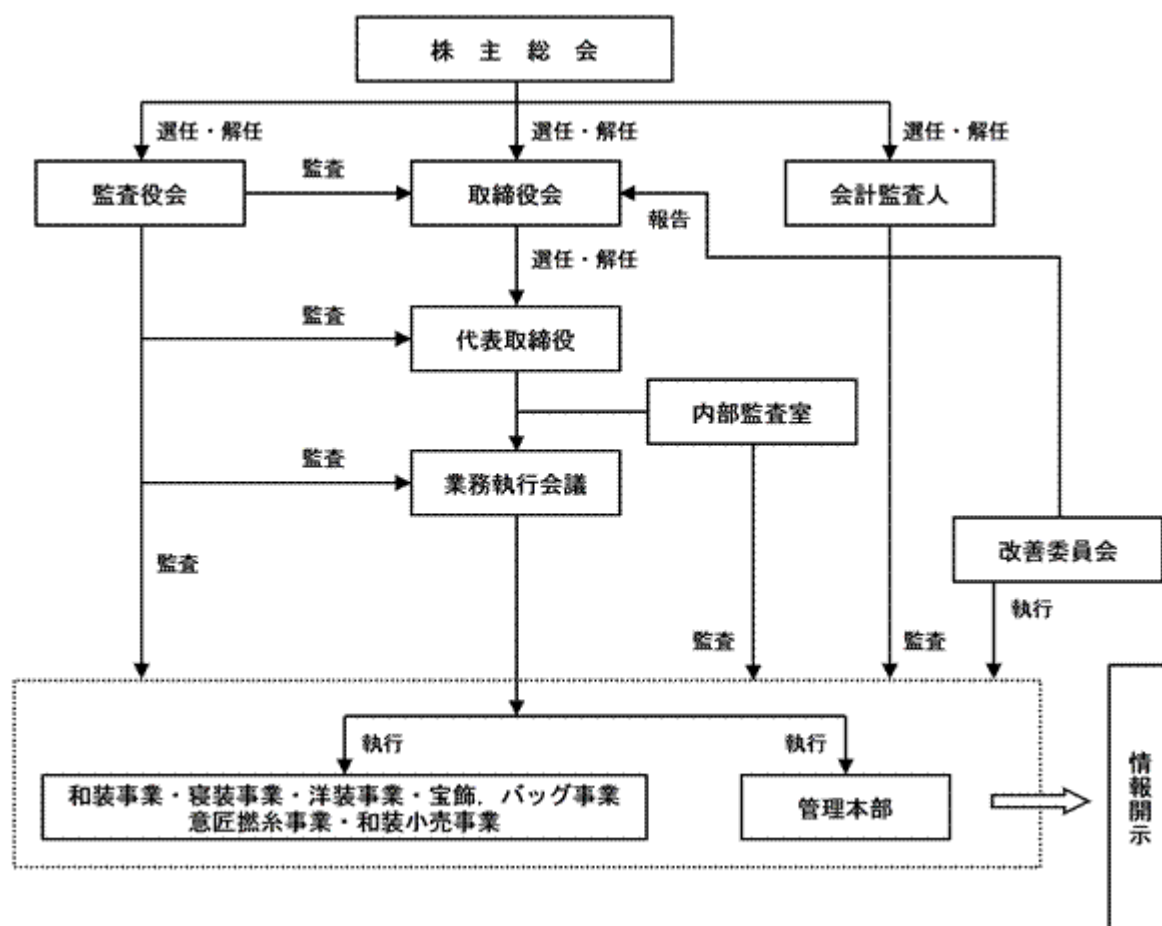 株主総会
選任・解任
選任・解任
選任・解任
監査役会
監査
取締役会
会計監査人
報告
選任・解任
監査
代表取締役
内部監査室
監査
業務執行会議
改善委員会
監査
執行
監査
監査
執行
執行
和装事業・寝装事業・洋装事業・宝飾．バッグ事業
意匠撚糸事業・和装小売事業
管理本部
情報開示